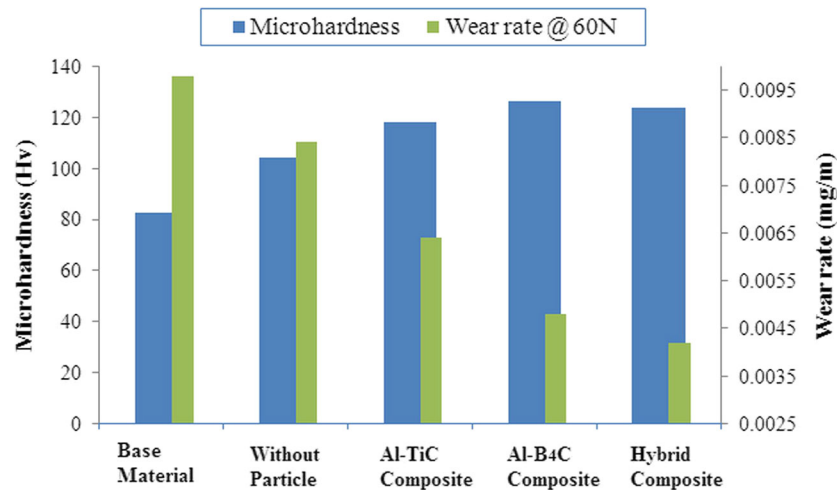 Microhardness Wear rate @ 60N
140
120
100
80
60
40
20
0
Microhardness (Hv)
0.0095
0.0085
0.0075
0.0065
0.0055
0.0045
0.0035
0.0025
Wear rate (mg/m)
Base
Material
Without
Particle
Al-TiC
Composite
Al-B4C
Composite
Hybrid
Composite